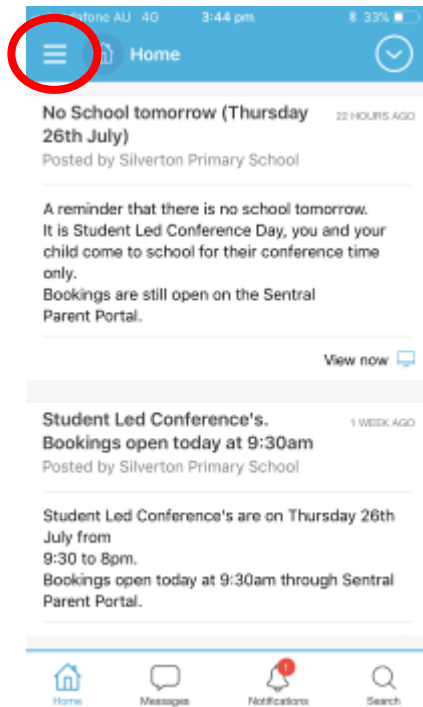 Vodafone AU 4G 3:44 pm 33%
Home
No School tomorrow (Thursday 26th July)
22 HOURS AGO
Posted by Silverton Primary School
A reminder that there is no school tomorrow.
It is Student Led Conference Day, you and your
child come to school for their conference time
only.
Bookings are still open on the Sentral
Parent Portal.
View now
Student Led Conference's.
1 WEEK AGO
Bookings open today at 9:30am
Posted by Silverton Primary School
Student Led Conference's are on Thursday 26th
July from
9:30 to 8pm.
Bookings open today at 9:30am through Sentral
Parent Portal.
1
Home Messages Notifications Search